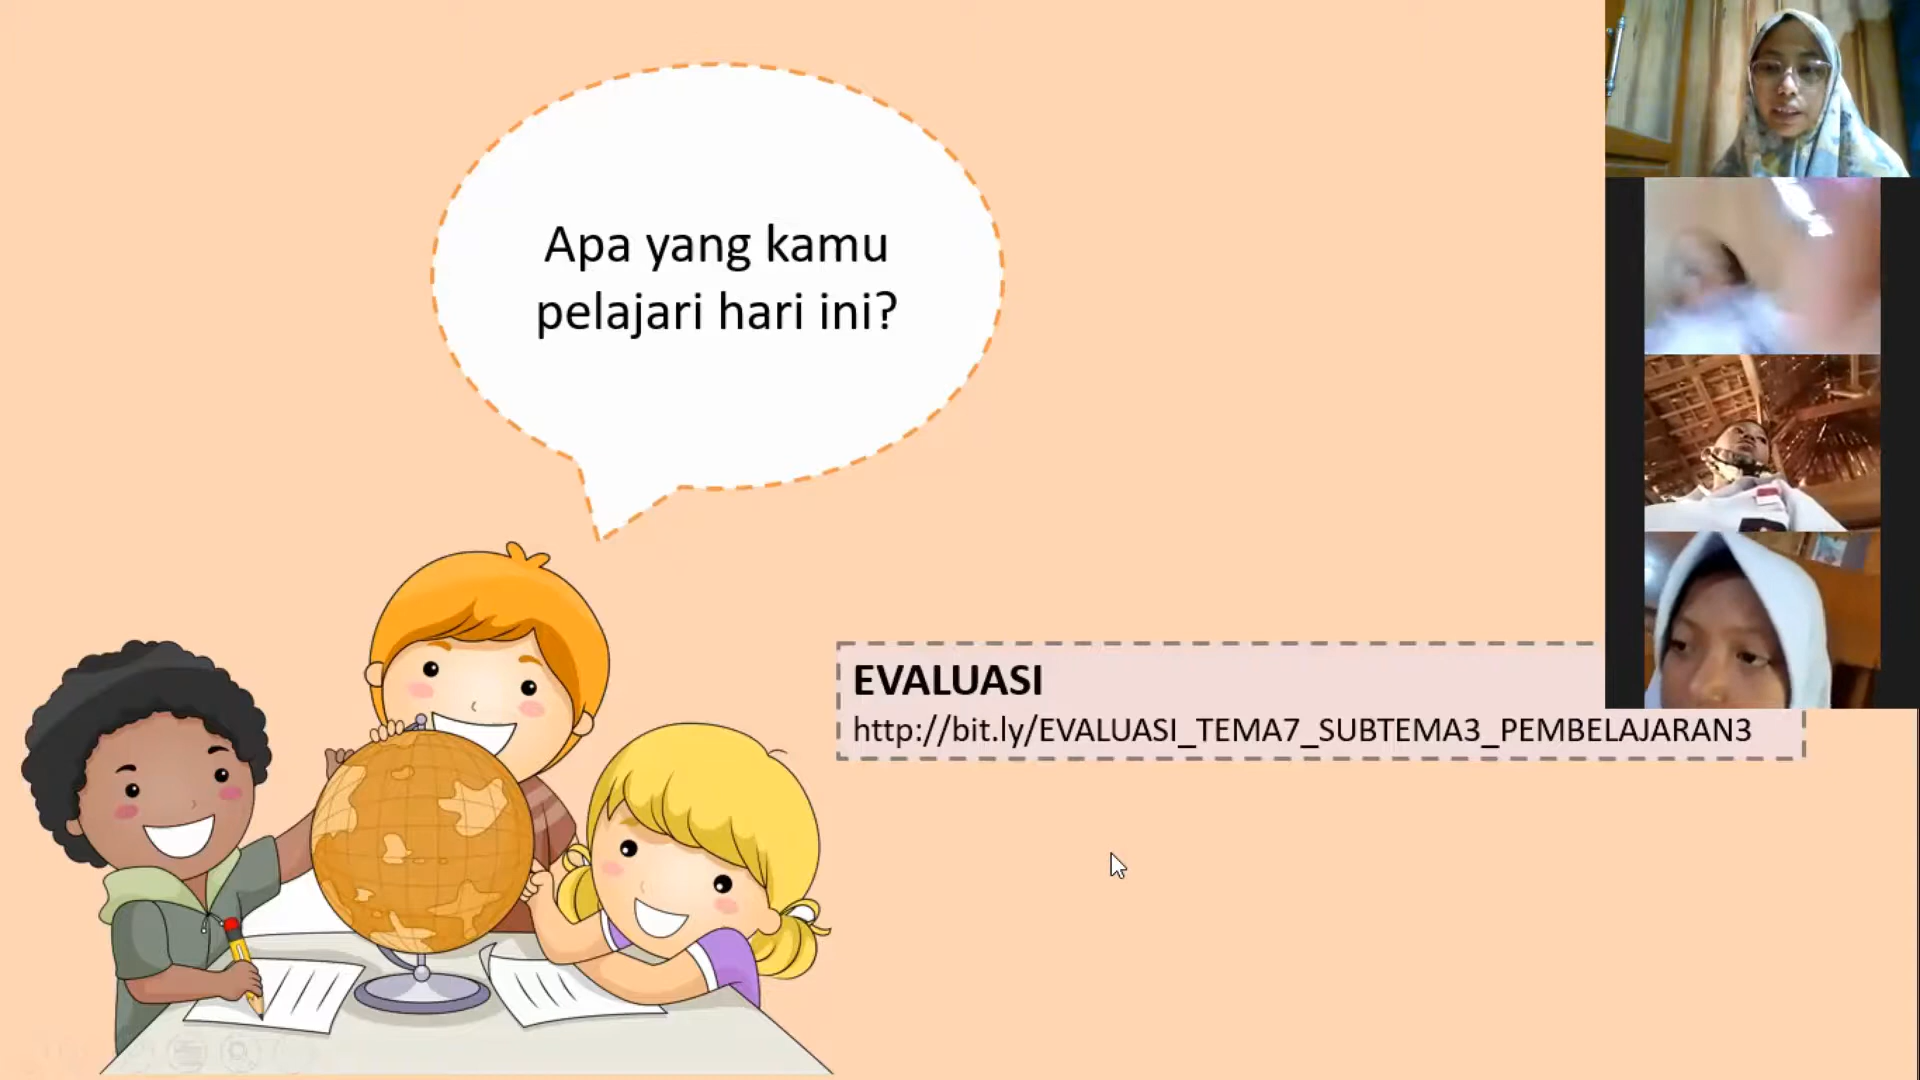 Apa yang kamu
pelajari hari ini?
EVALUASI
http://bit.ly/EVALUASI_TEMA7_SUBTEMA3_PEMBELAJARAN3